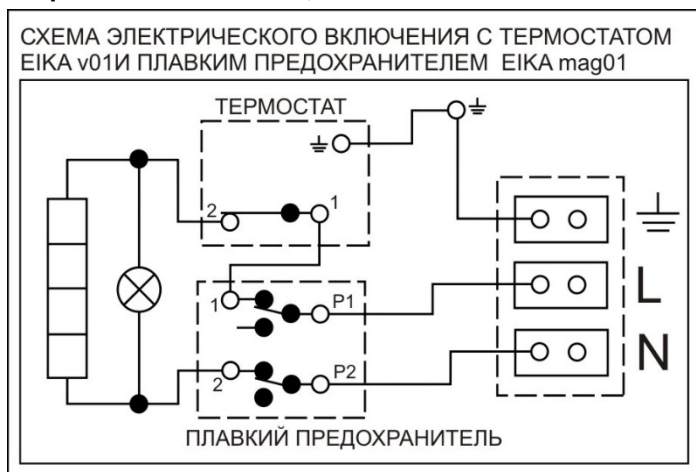 СХЕМА ЭЛЕКТРИЧЕСКОГО ВКЛЮЧЕНИЯ С ТЕРМОСТАТОМ
EIKA v01И ПЛАВКИМ ПРЕДОХРАНИТЕЛЕМ EIKA mag01
ТЕРМОСТАТ
2 1
1 P1
L
2 P2
N
ПЛАВКИЙ ПРЕДОХРАНИТЕЛЬ